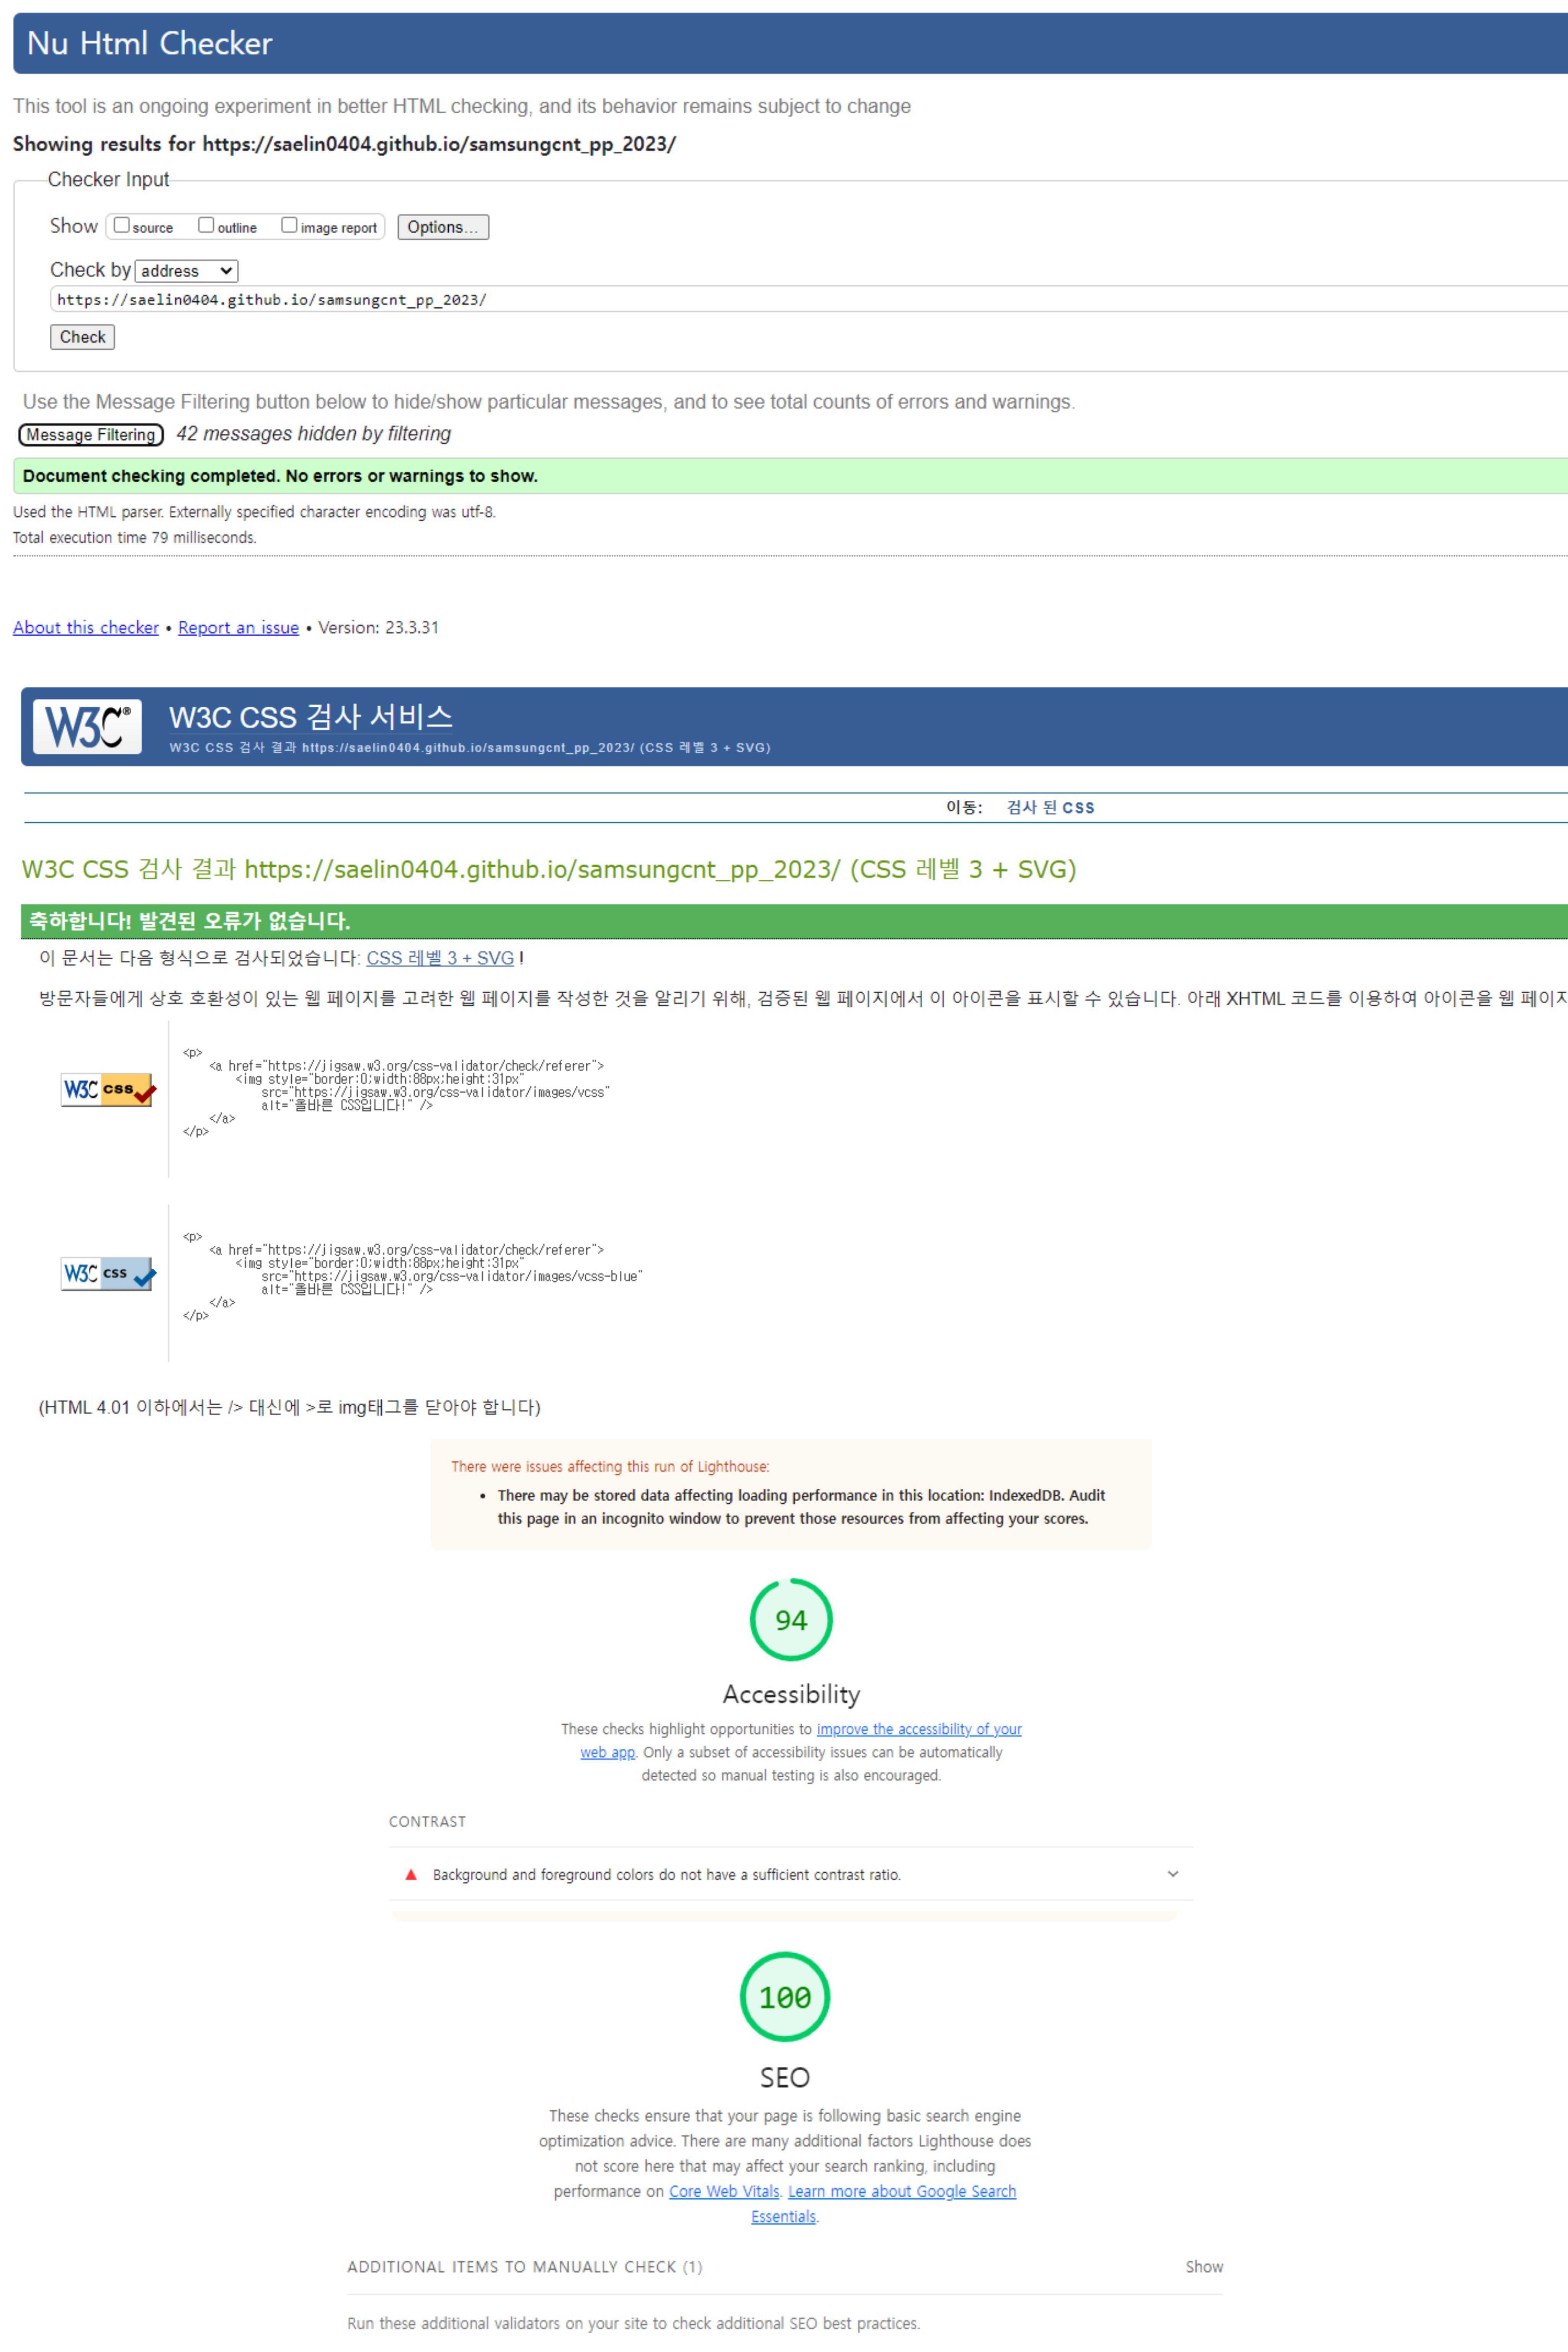 Nu Html Checker
This tool is an ongoing experiment in better HTML checking, and its behavior remains subject to change
Showing results for https://saelin0404.github.io/samsungcnt_pp_2023/
Checker Input
Show source outline image report Options...
Check by address
https://saelin0404.github.io/samsungcnt_pp_2023/
Check
Use the Message Filtering button below to hide/show particular messages, and to see total counts of errors and warnings.
Message Filtering 42 messages hidden by filtering
Document checking completed. No errors or warnings to show.
Used the HTML parser. Externally specified character encoding was utf-8.
Total execution time 79 milliseconds.
About this checker • Report an issue • Version: 23.3.31
W3C® W3C CSS 검사 서비스
W3C CSS 검사 결과 https://saelin0404.github.io/samsungcnt_pp_2023/ (CSS 레벨 3 + SVG)
이동: 검사 된 CSS
W3C CSS 검사 결과 https://saelin0404.github.io/samsungcnt_pp_2023/ (CSS 레벨 3 + SVG)
축하합니다! 발견된 오류가 없습니다.
이 문서는 다음 형식으로 검사되었습니다: CSS 레벨 3 + SVG !
방문자들에게 상호 호환성이 있는 웹 페이지를 고려한 웹 페이지를 작성한 것을 알리기 위해, 검증된 웹 페이지에서 이 아이콘을 표시할 수 있습니다. 아래 XHTML 코드를 이용하여 아이콘을 웹 페이지
<p>
<a href="https://jigsaw.w3.org/css-validator/check/referer">
<img style="border:0;width:88px;height:31px"
src="https://jigsaw.w3.org/css-validator/images/vcss"
alt="올바른 CSS입니다!" />
</a>
</p>
W3C css
<p>
<a href="https://jigsaw.w3.org/css-validator/check/referer">
<img style="border:0;width:88px;height:31px"
src="https://jigsaw.w3.org/css-validator/images/vcss-blue"
alt="올바른 CSS입니다!" />
</a>
</p>
W3C css
(HTML 4.01 이하에서는 /> 대신에 >로 img태그를 닫아야 합니다)
There were issues affecting this run of Lighthouse:
• There may be stored data affecting loading performance in this location: IndexedDB. Audit
this page in an incognito window to prevent those resources from affecting your scores.
94
Accessibility
These checks highlight opportunities to improve the accessibility of your
web app. Only a subset of accessibility issues can be automatically
detected so manual testing is also encouraged.
CONTRAST
Background and foreground colors do not have a sufficient contrast ratio.
100
SEO
These checks ensure that your page is following basic search engine
optimization advice. There are many additional factors Lighthouse does
not score here that may affect your search ranking, including
performance on Core Web Vitals. Learn more about Google Search
Essentials.
ADDITIONAL ITEMS TO MANUALLY CHECK (1) Show
Run these additional validators on your site to check additional SEO best practices.